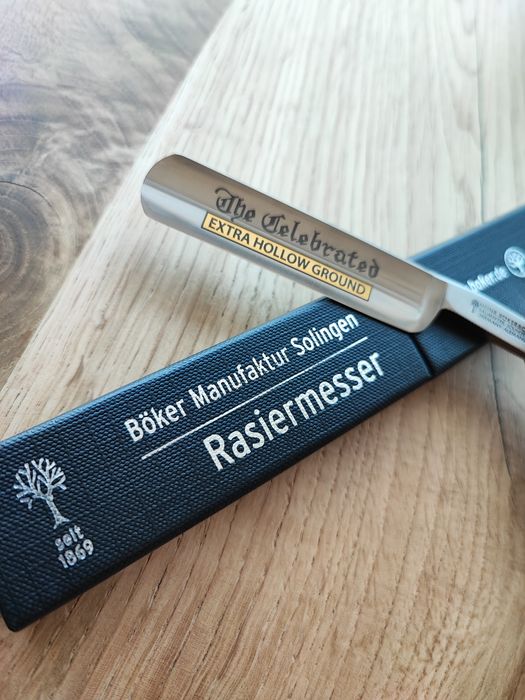 The Celebrated
EXTRA HOLLOW GROUND
Böker Manufaktur Solingen
Rasiermesser
seit
1869